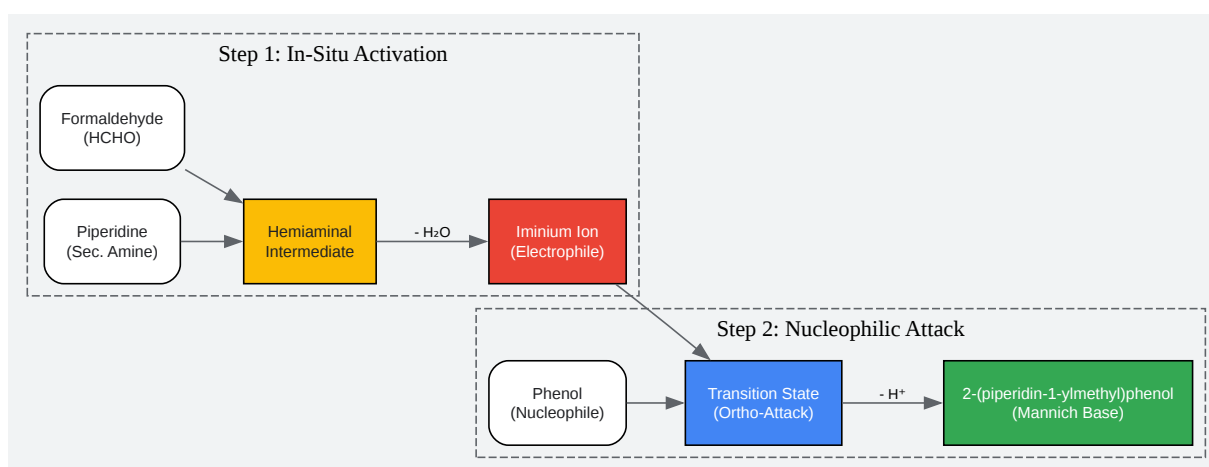 Step 1: In-Situ Activation
Formaldehyde
(HCHO)
Piperidine
(Sec. Amine)
Hemiaminal
Intermediate
- H₂O
Iminium Ion
(Electrophile)
Step 2: Nucleophilic Attack
Phenol
(Nucleophile)
Transition State
(Ortho-Attack)
- H⁺
2-(piperidin-1-ylmethyl)phenol
(Mannich Base)